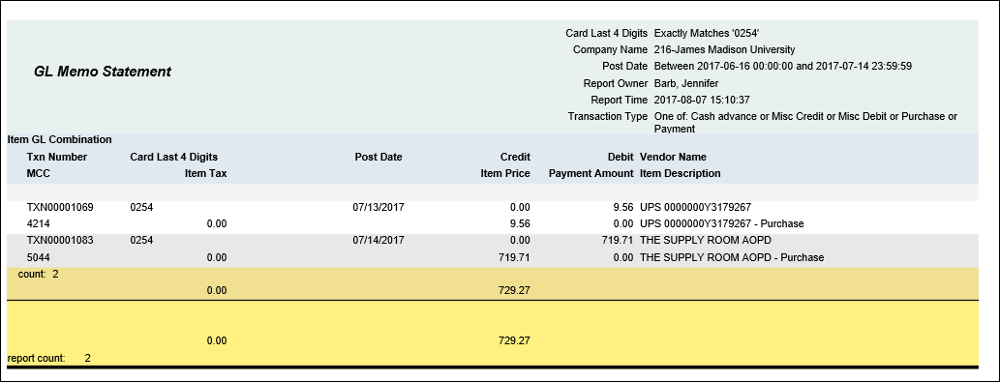 Card Last 4 Digits Exactly Matches '0254'
Company Name 216-James Madison University
GL Memo Statement
Post Date Between 2017-06-16 00:00:00 and 2017-07-14 23:59:59
Report Owner Barb, Jennifer
Report Time 2017-08-07 15:10:37
Transaction Type One of: Cash advance or Misc Credit or Misc Debit or Purchase or
Payment
Item GL Combination
Txn Number Card Last 4 Digits Post Date Credit Debit Vendor Name
MCC Item Tax Item Price Payment Amount Item Description
TXN00001069 0254 07/13/2017 0.00 9.56 UPS 0000000Y3179267
4214 0.00 9.56 0.00 UPS 0000000Y3179267 - Purchase
TXN00001083 0254 07/14/2017 0.00 719.71 THE SUPPLY ROOM AOPD
5044 0.00 719.71 0.00 THE SUPPLY ROOM AOPD - Purchase
count: 2
0.00 729.27
0.00 729.27
report count: 2